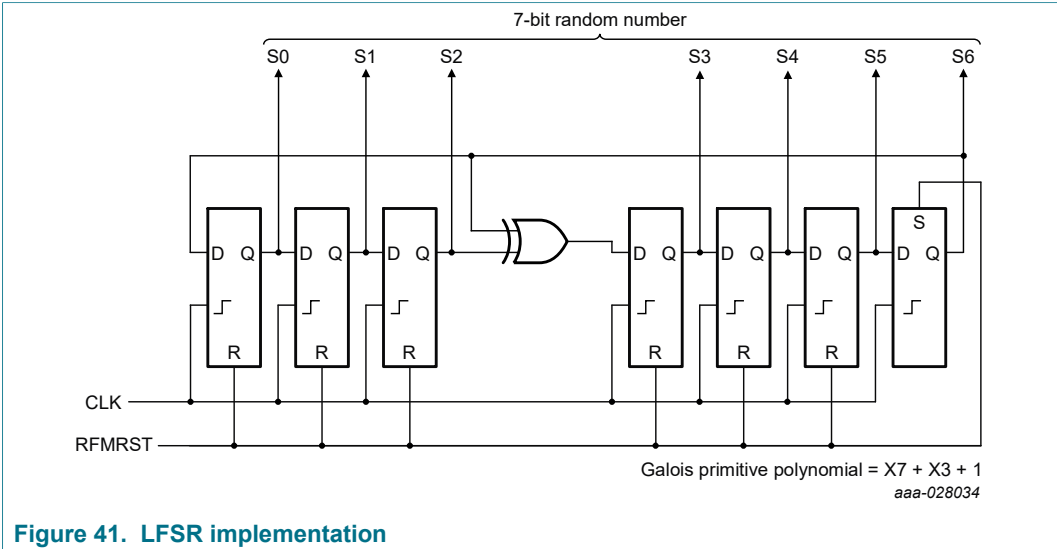 7-bit random number
S0 S1 S2 S3 S4 S5 S6
S
D Q D Q D Q D Q D Q D Q D Q
R R R R R R
CLK
RFMRST
Galois primitive polynomial = X7 + X3 + 1
aaa-028034
Figure 41. LFSR implementation